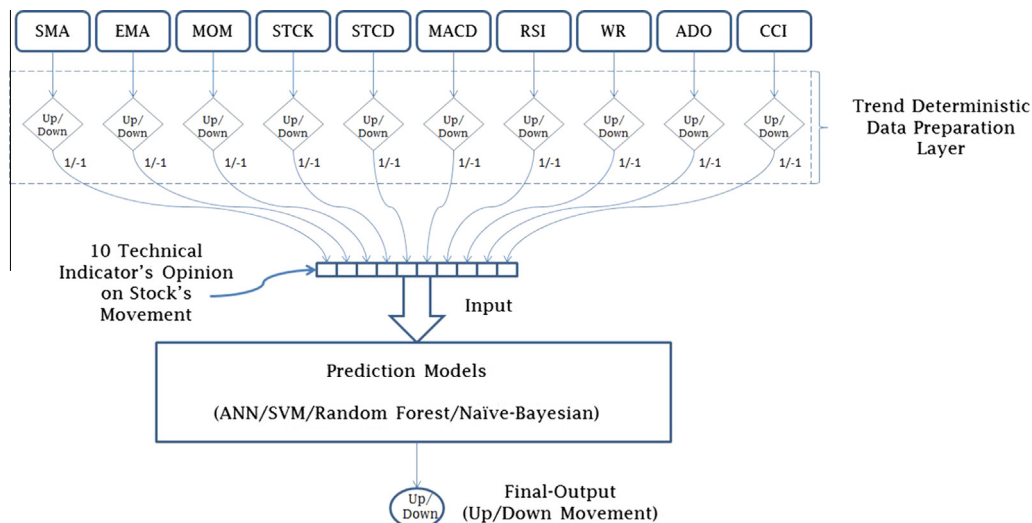 SMA EMA MOM STCK STCD MACD RSI WR ADO CCI
Up/ Up/ Up/ Up/ Up/ Up/ Up/ Up/ Up/ Up/
Down Down Down Down Down Down Down Down Down Down
1/-1 1/-1 1/-1 1/-1 1/-1 1/-1 1/-1 1/-1 1/-1 1/-1
Trend Deterministic
Data Preparation
Layer
10 Technical
Indicator's Opinion
on Stock's
Movement
Input
Prediction Models
(ANN/SVM/Random Forest/Naïve-Bayesian)
Up/
Down
Final-Output
(Up/Down Movement)